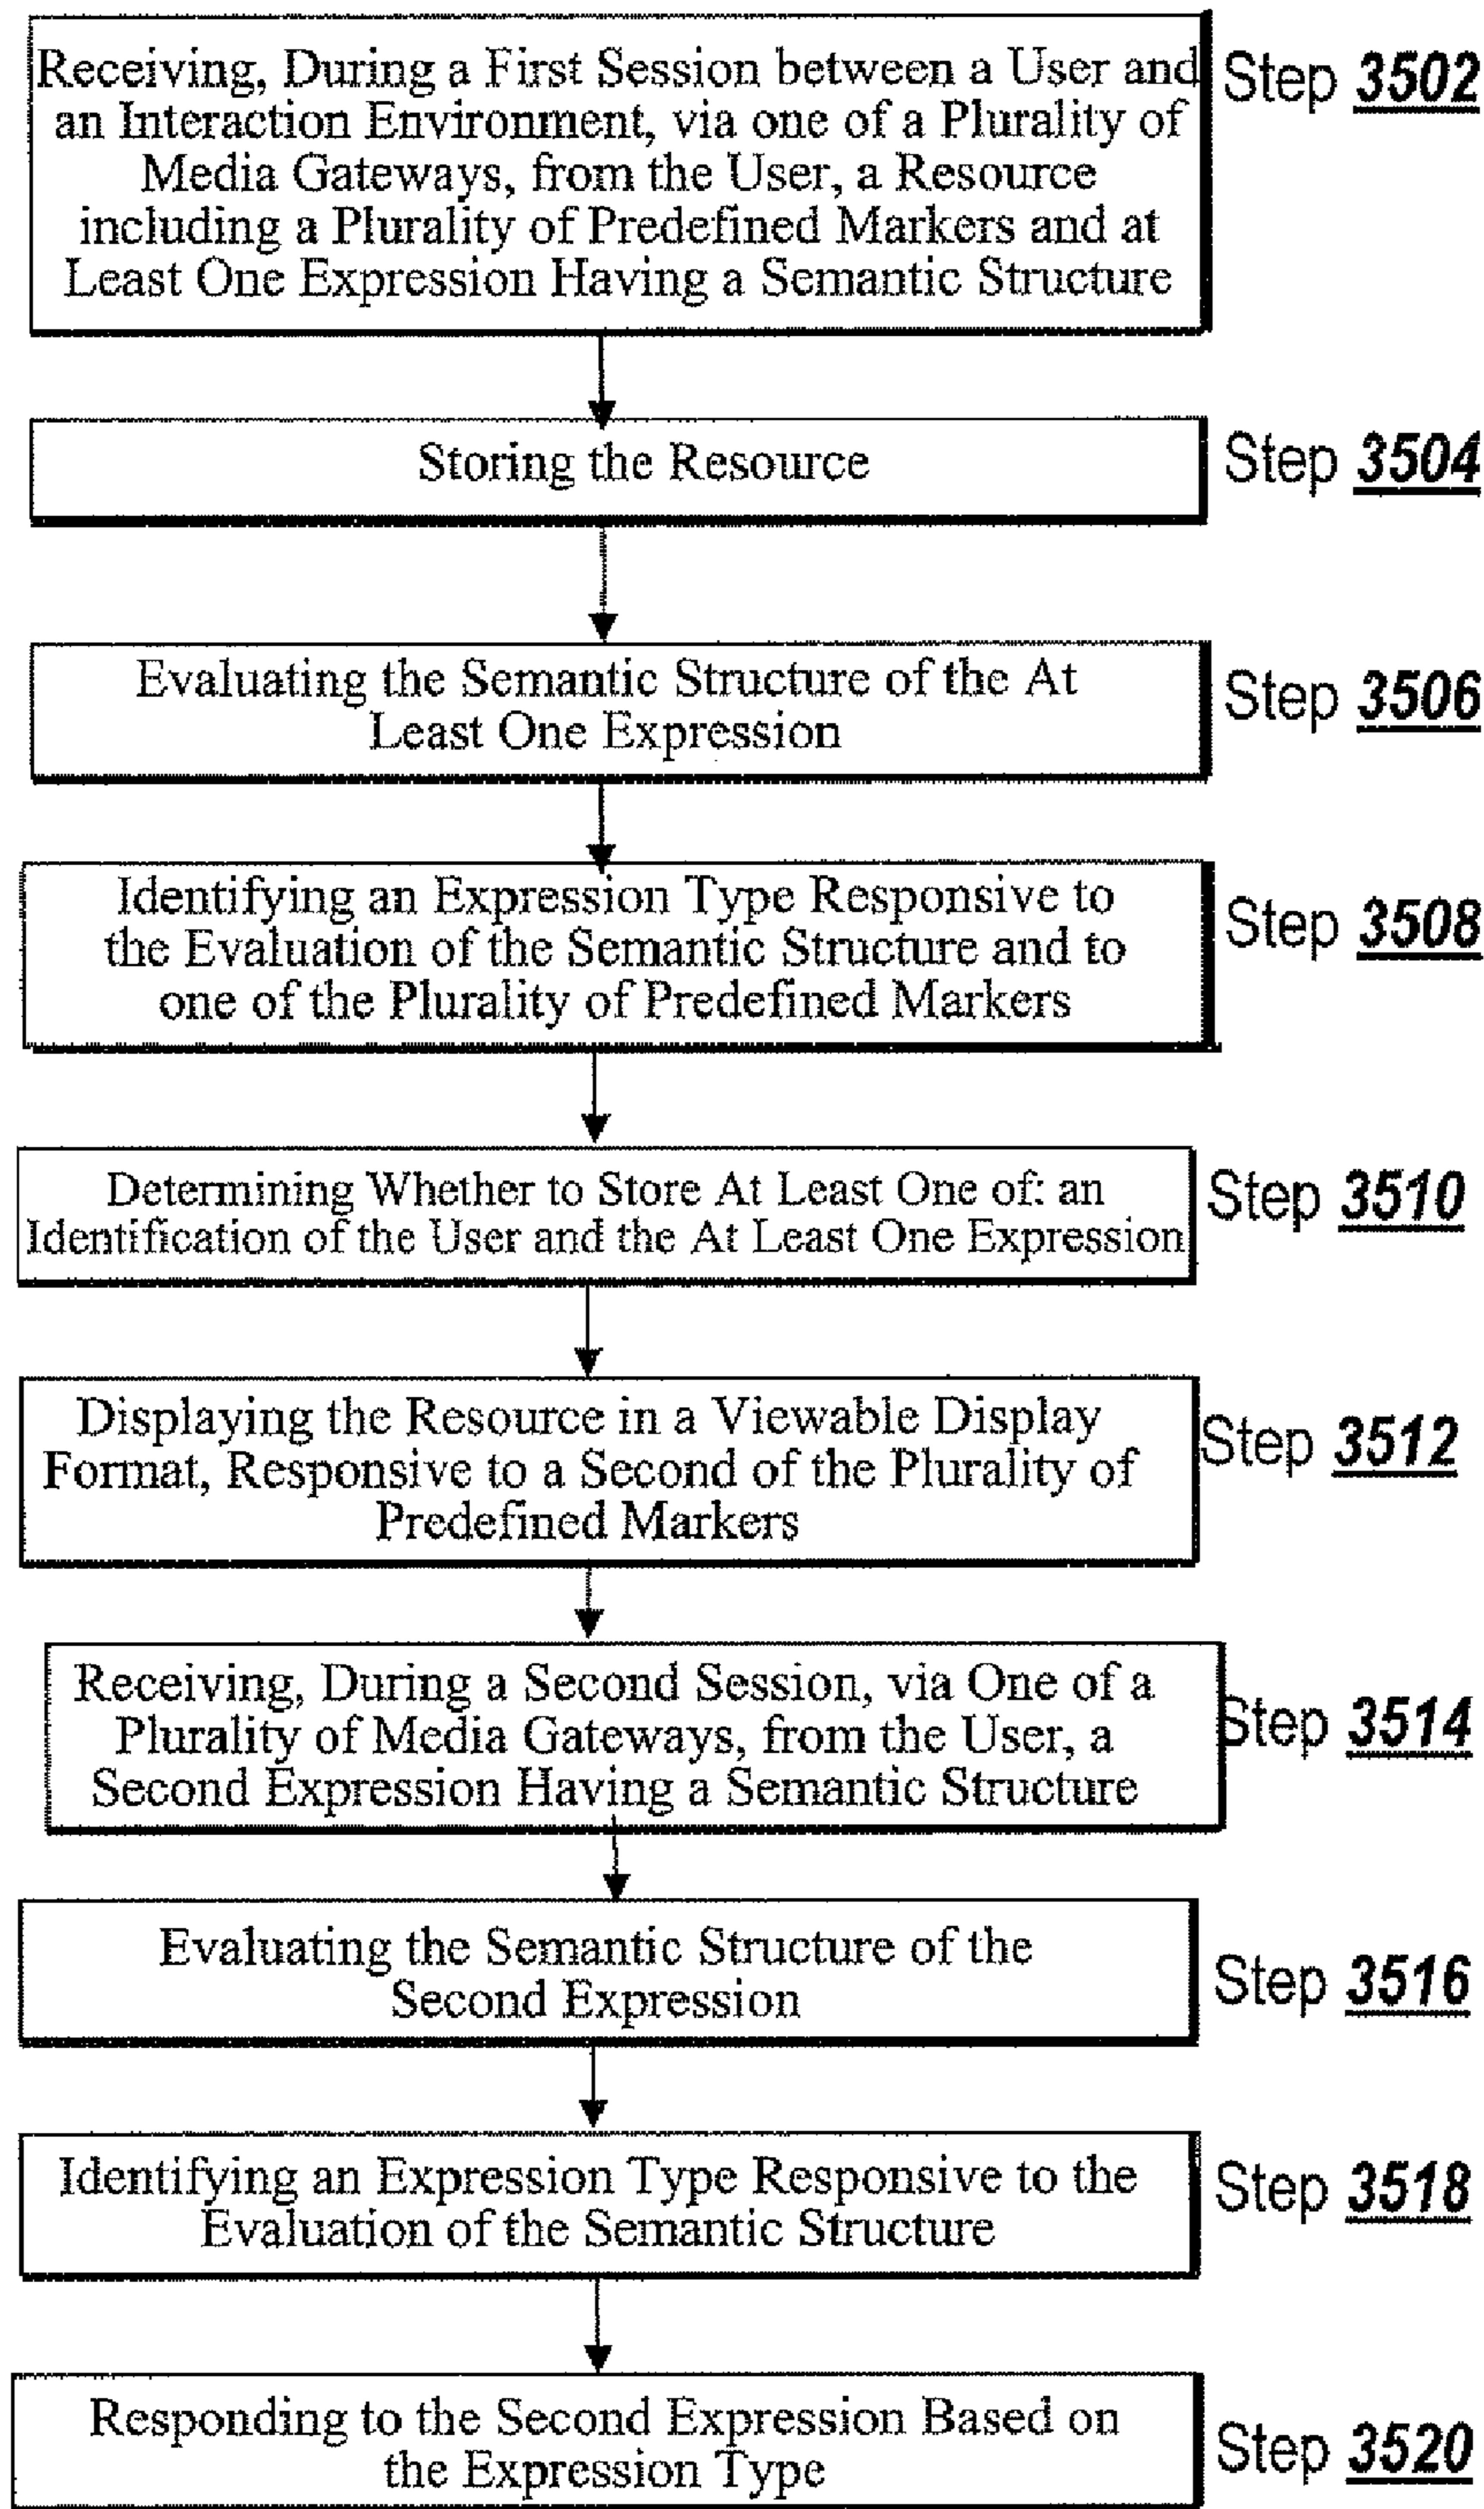 Receiving, During a First Session between a User and
an Interaction Environment, via one of a Plurality of
Media Gateways, from the User, a Resource
including a Plurality of Predefined Markers and at
Least One Expression Having a Semantic Structure
Step 3502
Storing the Resource
Step 3504
Evaluating the Semantic Structure of the At
Least One Expression
Step 3506
Identifying an Expression Type Responsive to
the Evaluation of the Semantic Structure and to
one of the Plurality of Predefined Markers
Step 3508
Determining Whether to Store At Least One of: an
Identification of the User and the At Least One Expression
Step 3510
Displaying the Resource in a Viewable Display
Format, Responsive to a Second of the Plurality of
Predefined Markers
Step 3512
Receiving, During a Second Session, via One of a
Plurality of Media Gateways, from the User, a
Second Expression Having a Semantic Structure
Step 3514
Evaluating the Semantic Structure of the
Second Expression
Step 3516
Identifying an Expression Type Responsive to the
Evaluation of the Semantic Structure
Step 3518
Responding to the Second Expression Based on
the Expression Type
Step 3520